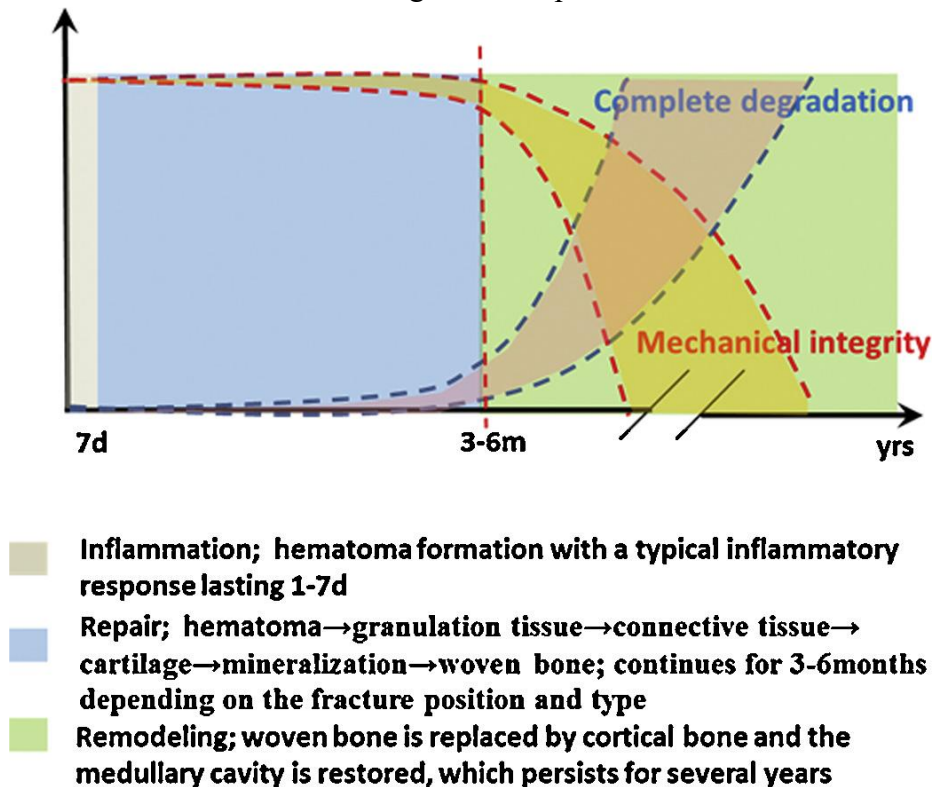 Complete degradation
Mechanical integrity
7d
3-6m
yrs
Inflammation; hematoma formation with a typical inflammatory
response lasting 1-7d
Repair; hematoma→granulation tissue→connective tissue→
cartilage→mineralization→woven bone; continues for 3-6months
depending on the fracture position and type
Remodeling; woven bone is replaced by cortical bone and the
medullary cavity is restored, which persists for several years